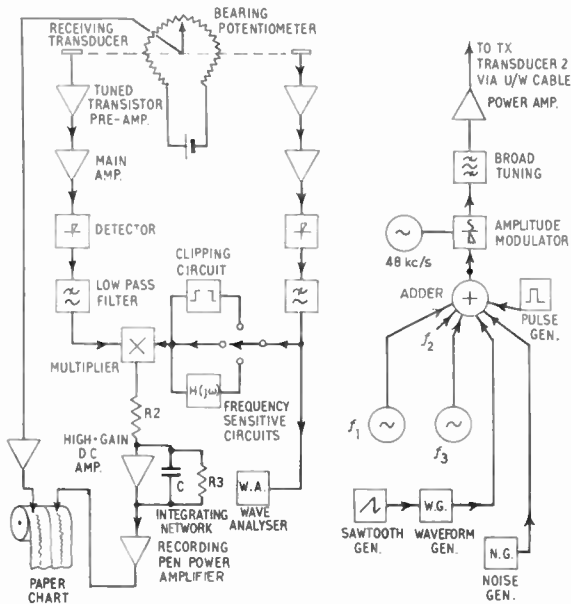 RECEIVING
TRANSDUCER
BEARING
POTENTIOMETER
TUNED
TRANSISTOR
PRE-AMP.
MAIN
AMP.
DETECTOR
LOW PASS
FILTER
CLIPPING
CIRCUIT
MULTIPLIER
H(jω)
FREQUENCY
SENSITIVE
CIRCUITS
R2
HIGH-GAIN
DC
AMP.
C
R3
INTEGRATING
NETWORK
W.A.
WAVE
ANALYSER
RECORDING
PEN POWER
AMPLIFIER
PAPER
CHART
TO TX
TRANSDUCER 2
VIA U/W CABLE
POWER AMP.
BROAD
TUNING
AMPLITUDE
MODULATOR
48 kc/s
ADDER
PULSE
GEN.
f2
f1
f3
SAWTOOTH
GEN.
W.G.
WAVEFORM
GEN.
N.G.
NOISE
GEN.